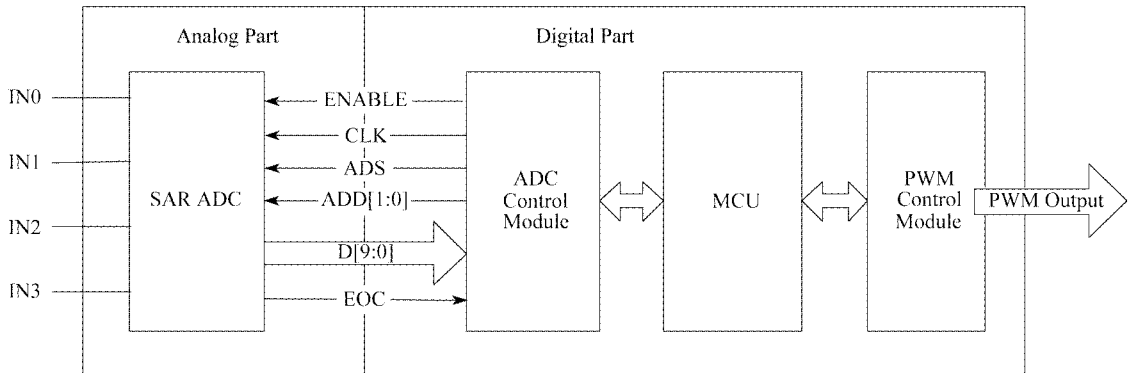 Analog Part
Digital Part
IN0
IN1
IN2
IN3
SAR ADC
ENABLE
CLK
ADS
ADD[1:0]
D[9:0]
EOC
ADC
Control
Module
MCU
PWM
Control
Module
PWM Output